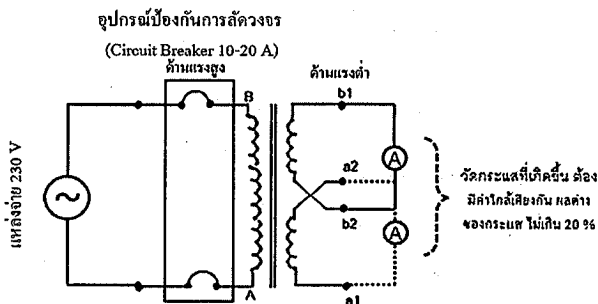 อุปกรณ์ป้องกันการลัดวงจร
(Circuit Breaker 10-20 A)
ด้านแรงสูง
ด้านแรงต่ำ
แหล่งจ่าย 230 V
B
A
b1
a2
b2
a1
A
A
วัดกระแสที่เกิดขึ้น ต้อง
มีค่าใกล้เคียงกัน ผลต่าง
ของกระแส ไม่เกิน 20 %